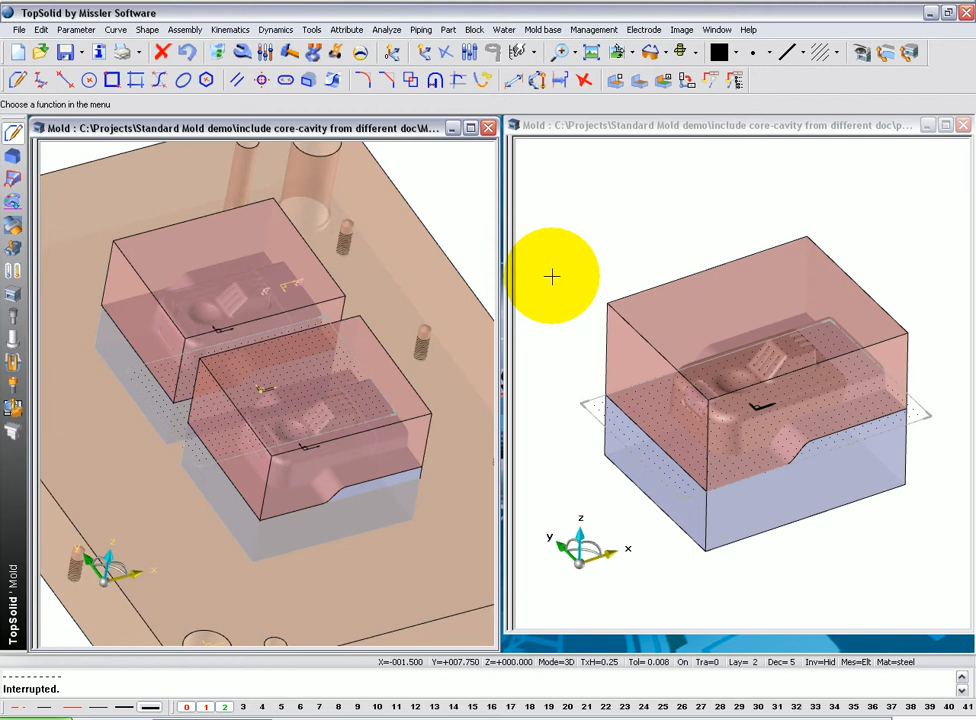 TopSolid by Missler Software
File Edit Parameter Curve Shape Assembly Kinematics Dynamics Tools Attribute Analyze Piping Part Block Water Mold base Management Electrode Image Window Help
Choose a function in the menu
Mold : C:\Projects\Standard Mold demo\include core-cavity from different doc\M...
Mold : C:\Projects\Standard Mold demo\include core-cavity from different doc\p...
z
y
x
z
x
TopSolid'Mold
X=-001.500 Y=+007.750 Z=+000.000 Mode=3D TxH=0.25 Tol= 0.008 On Tra=0 Lay= 2 Dec= 5 Inv=Hid Mes=Elt Mat=steel
Interrupted.
0 1 2 3 4 5 6 7 8 9 10 11 12 13 14 15 16 17 18 19 20 21 22 23 24 25 26 27 28 29 30 31 32 33 34 35 36 37 38 39 40 41